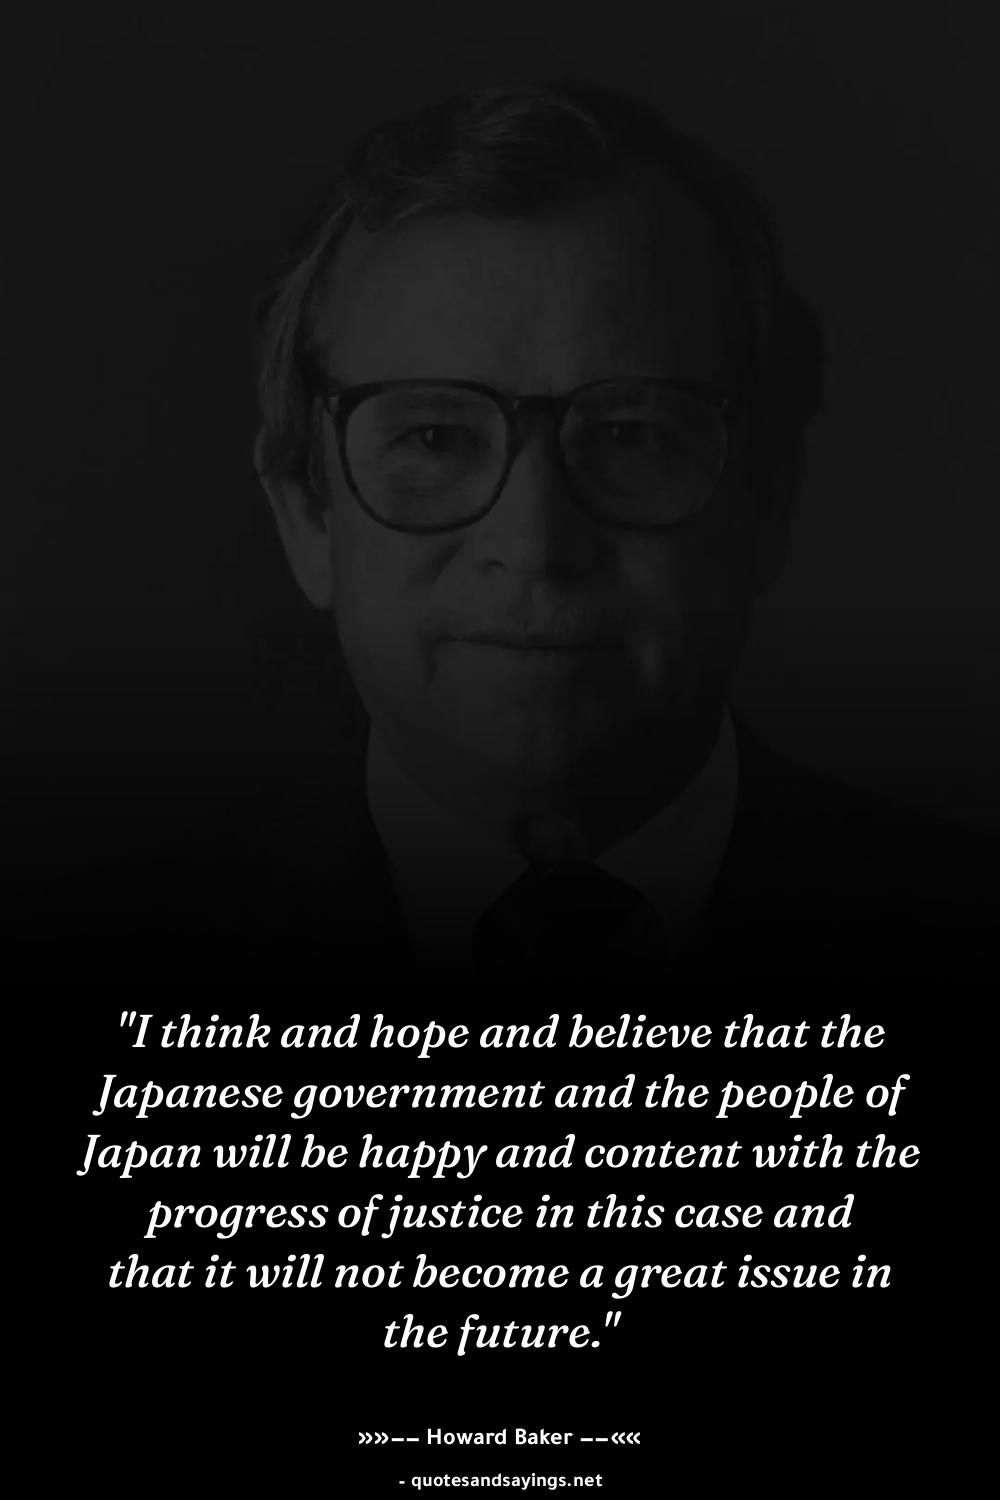 "I think and hope and believe that the
Japanese government and the people of
Japan will be happy and content with the
progress of justice in this case and
that it will not become a great issue in
the future."
»»−− Howard Baker −−««
- quotesandsayings.net